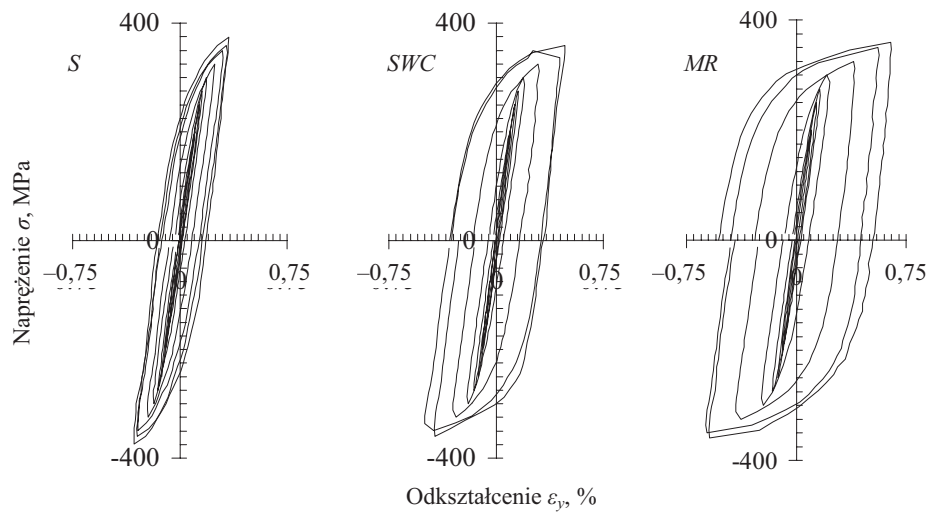 400 400 400
S SWC MR
Naprężenie σ, MPa
0 0 0
–0,75 0,75 –0,75 0,75 –0,75 0,75
0 0 0
-400 -400 -400
Odkształcenie εy, %